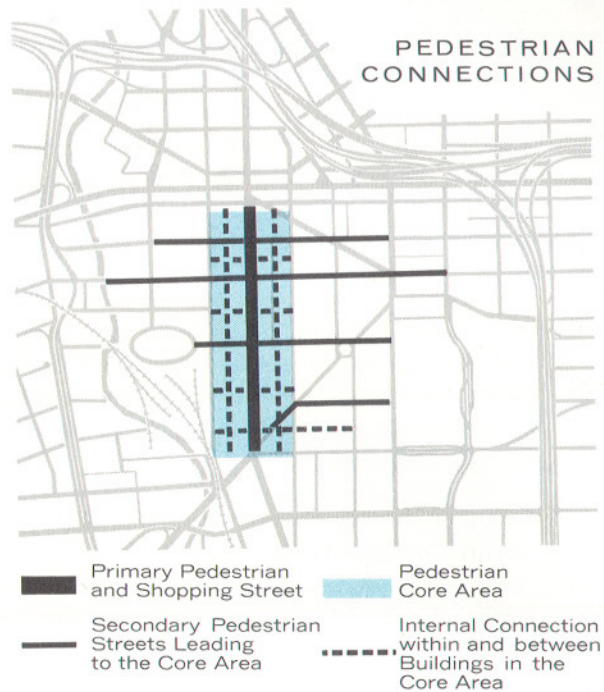 PEDESTRIAN
CONNECTIONS
Primary Pedestrian
and Shopping Street
Pedestrian
Core Area
Secondary Pedestrian
Streets Leading
to the Core Area
Internal Connection
within and between
Buildings in the
Core Area